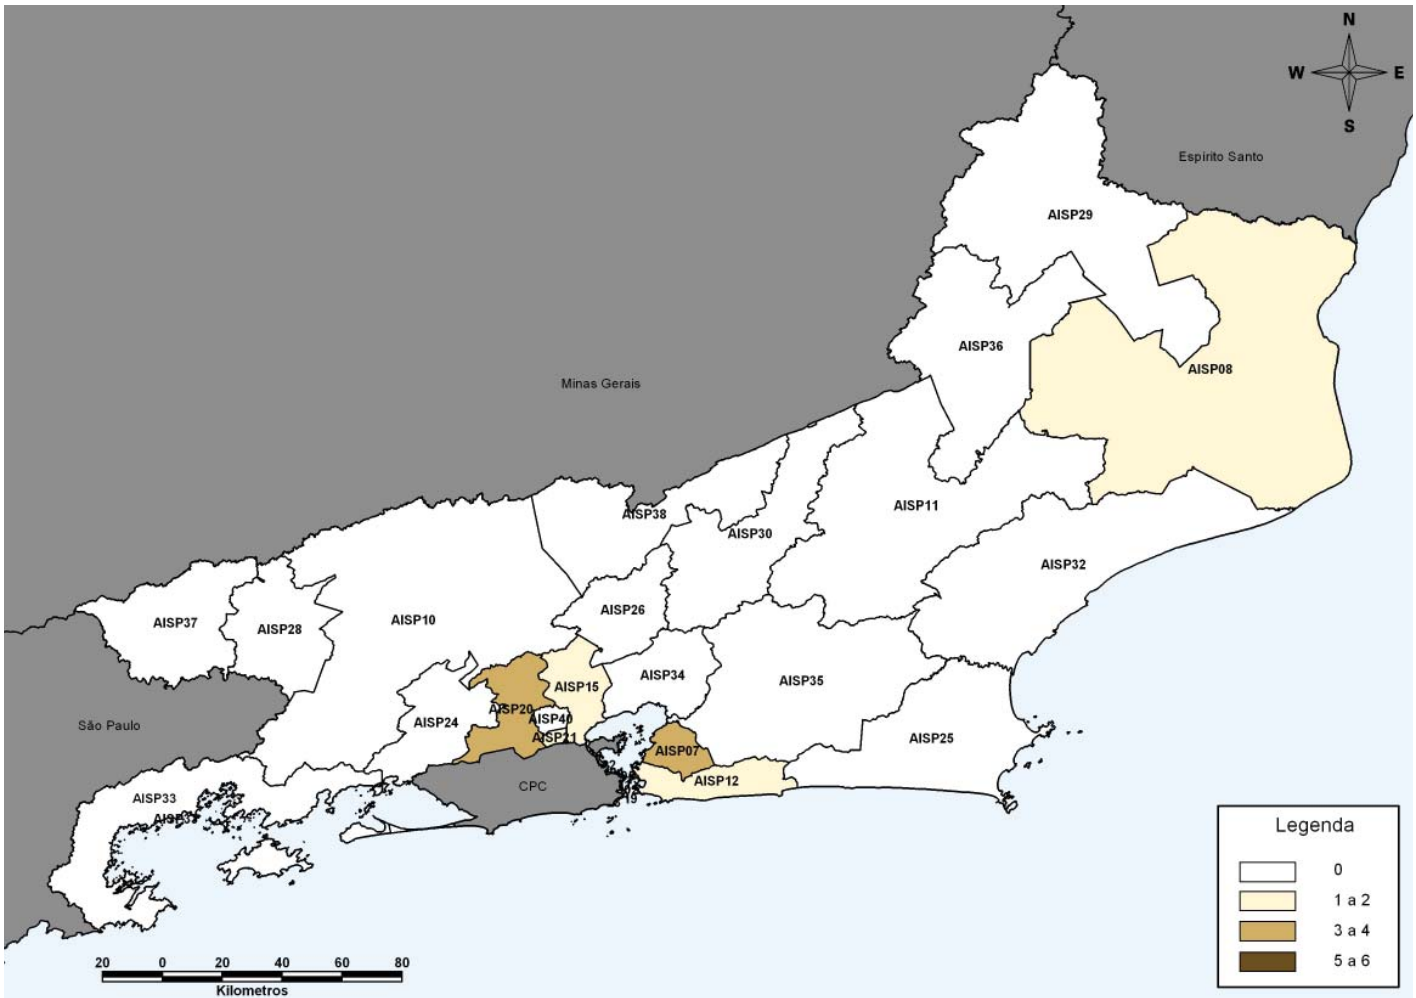 N
W E
S
Espírito Santo
AISP29
AISP36
AISP08
Minas Gerais
AISP11
AISP38
AISP30
AISP32
AISP26
AISP37
AISP28
AISP10
AISP34
AISP35
AISP15
AISP20
AISP40
AISP24
São Paulo
AISP21
AISP25
AISP07
AISP12
CPC
AISP33
Legenda
0
1 a 2
3 a 4
5 a 6
20 0 20 40 60 80
Kilometros